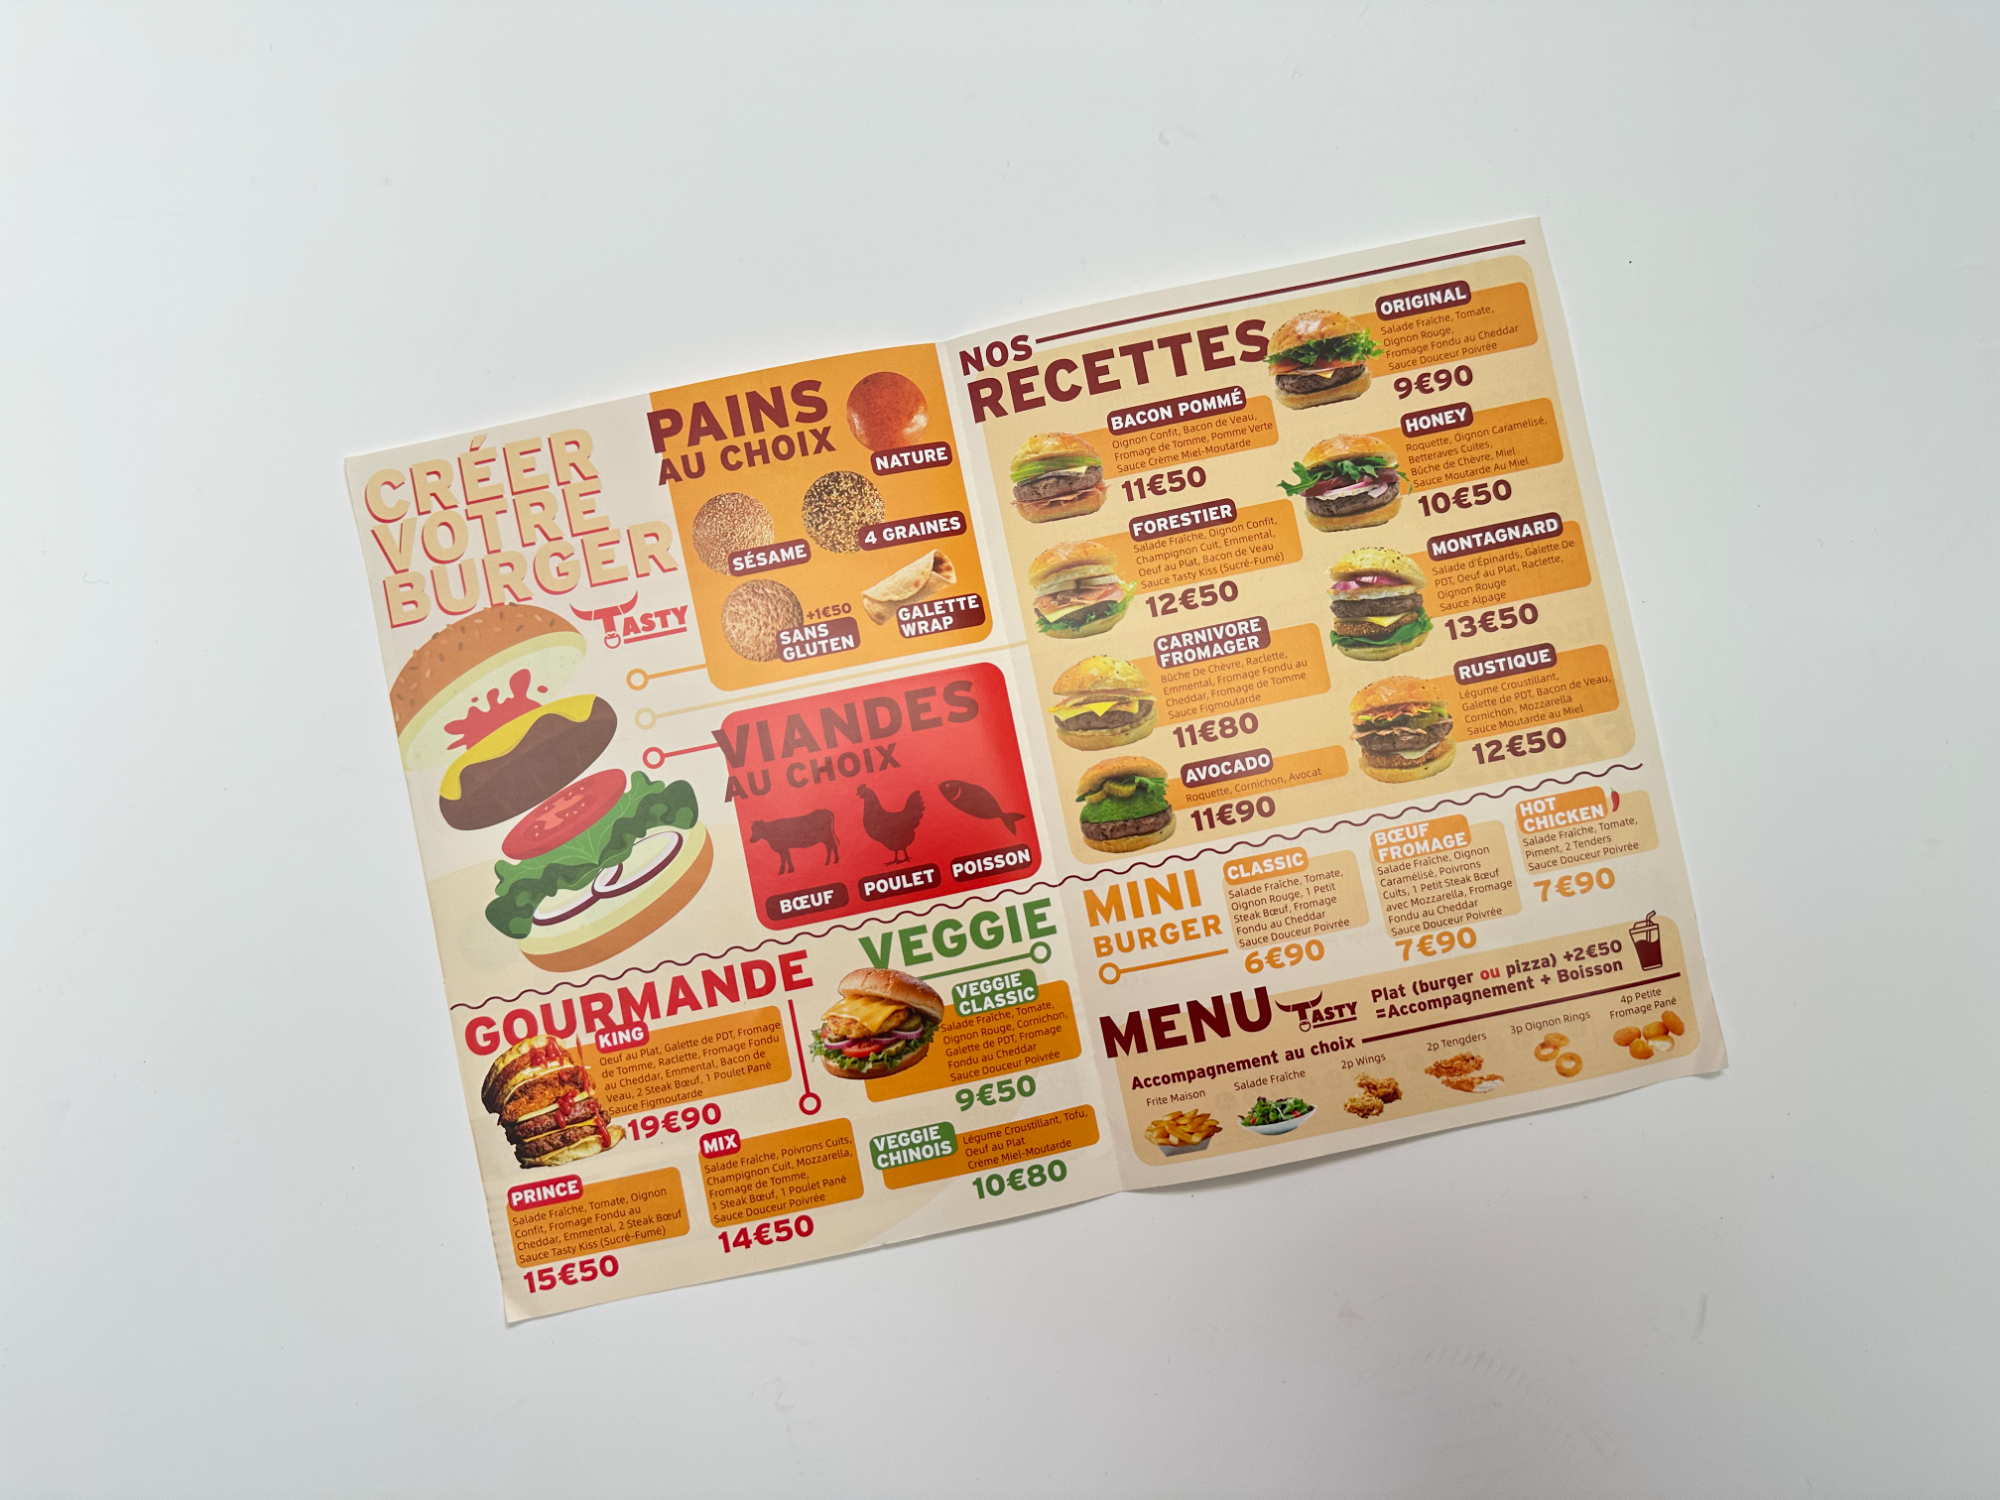 CRÉER
VOTRE
BURGER
TASTY
PAINS
AU CHOIX
NATURE
SÉSAME
4 GRAINES
+1€50
SANS
GLUTEN
GALETTE
WRAP
VIANDES
AU CHOIX
BŒUF
POULET
POISSON
GOURMANDE
KING
Oeuf au Plat, Galette de PDT, Fromage
de Tomme, Raclette, Fromage Fondu
au Cheddar, Emmental, Bacon de
Veau, 2 Steak Bœuf, 1 Poulet Pané
Sauce Figmoutarde
19€90
PRINCE
Salade Fraîche, Tomate, Oignon
Confit, Fromage Fondu au
Cheddar, Emmental, 2 Steak Bœuf
Sauce Tasty Kiss (Sucré-Fumé)
15€50
MIX
Salade Fraîche, Poivrons Cuits,
Champignon Cuit, Mozzarella,
Fromage de Tomme,
1 Steak Bœuf, 1 Poulet Pané
Sauce Douceur Poivrée
14€50
VEGGIE
VEGGIE
CLASSIC
Salade Fraîche, Tomate,
Oignon Rouge, Cornichon,
Galette de PDT, Fromage
Fondu au Cheddar
Sauce Douceur Poivrée
9€50
VEGGIE
CHINOIS
Légume Croustillant, Tofu,
Oeuf au Plat
Crème Miel-Moutarde
10€80
NOS
RECETTES
ORIGINAL
Salade Fraîche, Tomate,
Oignon Rouge,
Fromage Fondu au Cheddar
Sauce Douceur Poivrée
9€90
BACON POMMÉ
Oignon Confit, Bacon de Veau,
Fromage de Tomme, Pomme Verte
Sauce Crème Miel-Moutarde
11€50
HONEY
Roquette, Oignon Caramélisé,
Betteraves Cuites,
Bûche de Chèvre, Miel
Sauce Moutarde Au Miel
10€50
FORESTIER
Salade Fraîche, Oignon Confit,
Champignon Cuit, Emmental,
Oeuf au Plat, Bacon de Veau
Sauce Tasty Kiss (Sucré-Fumé)
12€50
MONTAGNARD
Salade d'Épinards, Galette De
PDT, Oeuf au Plat, Raclette,
Oignon Rouge
Sauce Alpage
13€50
CARNIVORE
FROMAGER
Bûche De Chèvre, Raclette,
Emmental, Fromage Fondu au
Cheddar, Fromage de Tomme
Sauce Figmoutarde
11€80
RUSTIQUE
Légume Croustillant,
Galette de PDT, Bacon de Veau,
Cornichon, Mozzarella
Sauce Moutarde au Miel
12€50
AVOCADO
Roquette, Cornichon, Avocat
11€90
MINI
BURGER
CLASSIC
Salade Fraîche, Tomate,
Oignon Rouge, 1 Petit
Steak Bœuf, Fromage
Fondu au Cheddar
Sauce Douceur Poivrée
6€90
BŒUF
FROMAGE
Salade Fraîche, Oignon
Caramélisé, Poivrons
Cuits, 1 Petit Steak Bœuf
avec Mozzarella, Fromage
Fondu au Cheddar
Sauce Douceur Poivrée
7€90
HOT
CHICKEN
Salade Fraîche, Tomate,
Piment, 2 Tenders
Sauce Douceur Poivrée
7€90
MENU TASTY
Plat (burger ou pizza) +2€50
=Accompagnement + Boisson
Accompagnement au choix
Frite Maison
Salade Fraîche
2p Wings
2p Tengders
3p Oignon Rings
4p Petite
Fromage Pané